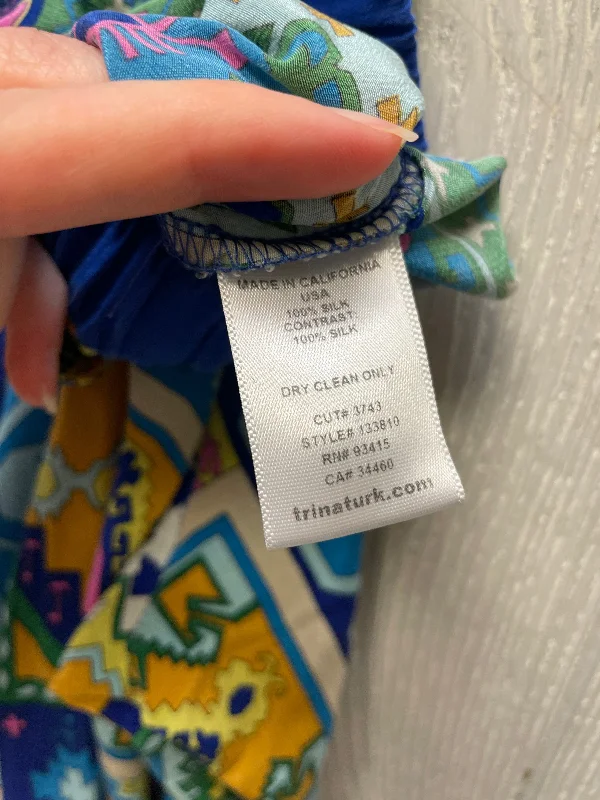 MADE IN CALIFORNIA
USA
100% SILK
CONTRAST
100% SILK
DRY CLEAN ONLY
CUT# 3743
STYLE# 133810
RN# 93415
CA# 34460
trinaturk.com